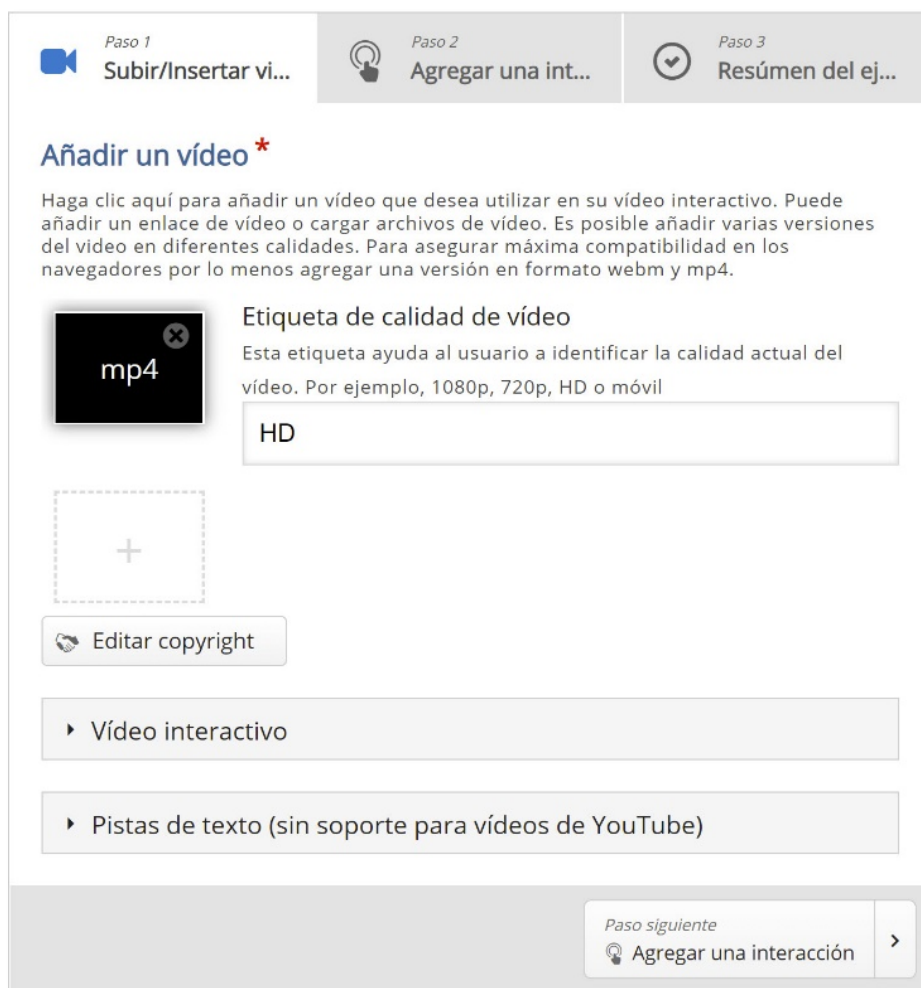 Paso 1
Subir/Insertar vi...
Paso 2
Agregar una int...
Paso 3
Resúmen del ej...
Añadir un vídeo *
Haga clic aquí para añadir un vídeo que desea utilizar en su vídeo interactivo. Puede
añadir un enlace de vídeo o cargar archivos de vídeo. Es posible añadir varias versiones
del video en diferentes calidades. Para asegurar máxima compatibilidad en los
navegadores por lo menos agregar una versión en formato webm y mp4.
mp4
Etiqueta de calidad de vídeo
Esta etiqueta ayuda al usuario a identificar la calidad actual del
vídeo. Por ejemplo, 1080p, 720p, HD o móvil
HD
+
Editar copyright
Vídeo interactivo
Pistas de texto (sin soporte para vídeos de YouTube)
Paso siguiente
Agregar una interacción